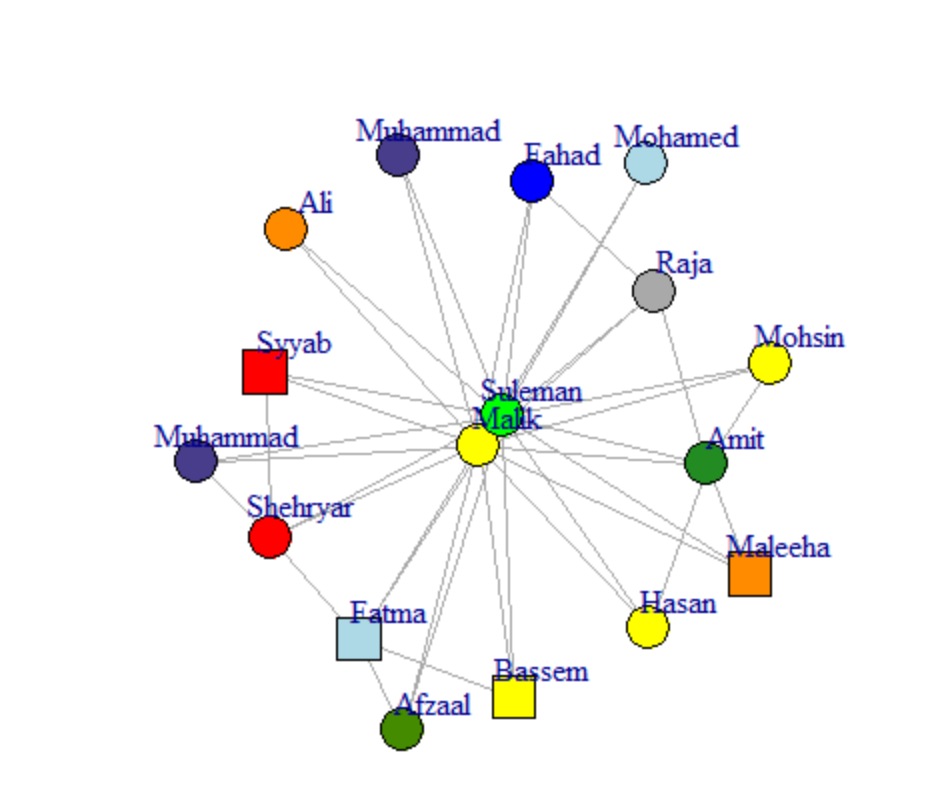 Muhammad
Fahad
Mohamed
Ali
Raja
Mohsin
Syyab
Suleman
Malik
Muhammad
Amit
Shehryar
Maleeha
Fatma
Hasan
Bassem
Afzaal